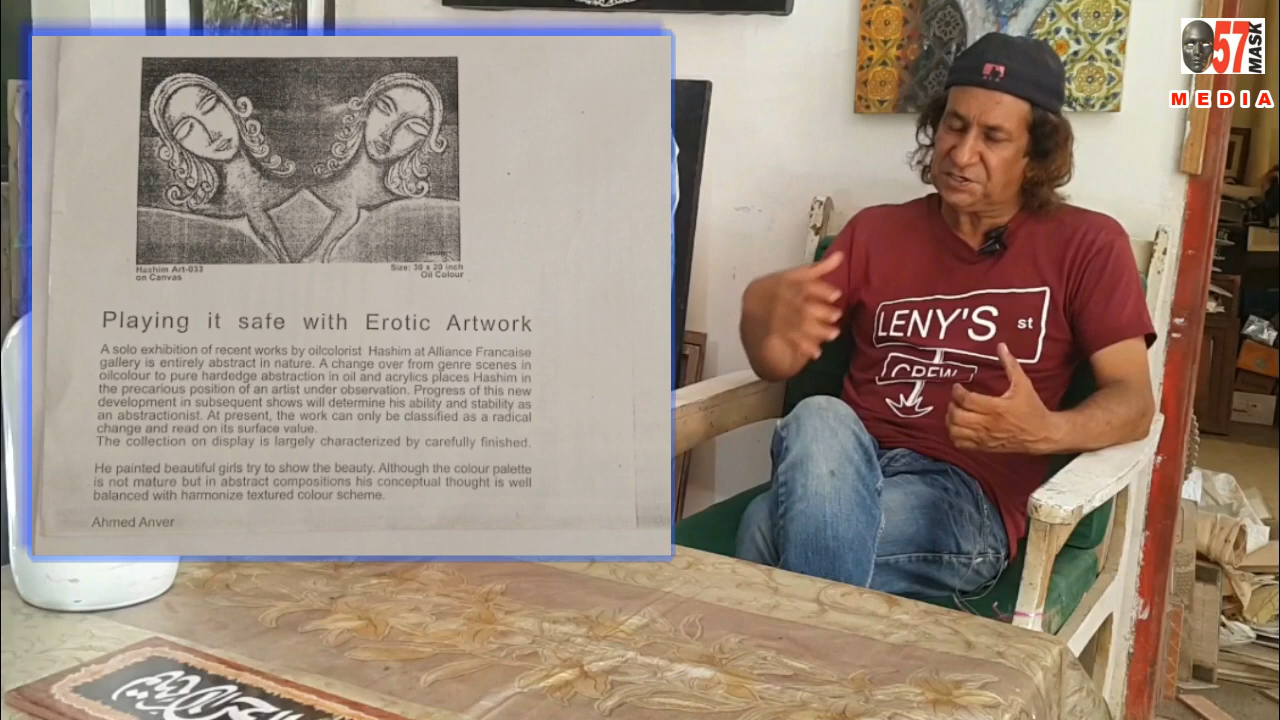 Hashim Art-033
on Canvas
Size: 30 x 20 inch
Oil Colour
Playing it safe with Erotic Artwork
A solo exhibition of recent works by oilcolorist Hashim at Alliance Francaise
gallery is entirely abstract in nature. A change over from genre scenes in
oilcolour to pure hardedge abstraction in oil and acrylics places Hashim in
the precarious position of an artist under observation. Progress of this new
development in subsequent shows will determine his ability and stability as
an abstractionist. At present, the work can only be classified as a radical
change and read on its surface value.
The collection on display is largely characterized by carefully finished.
He painted beautiful girls try to show the beauty. Although the colour palette
is not mature but in abstract compositions his conceptual thought is well
balanced with harmonize textured colour scheme.
Ahmed Anver
57 MASK
MEDIA
LENY'S st
CREW